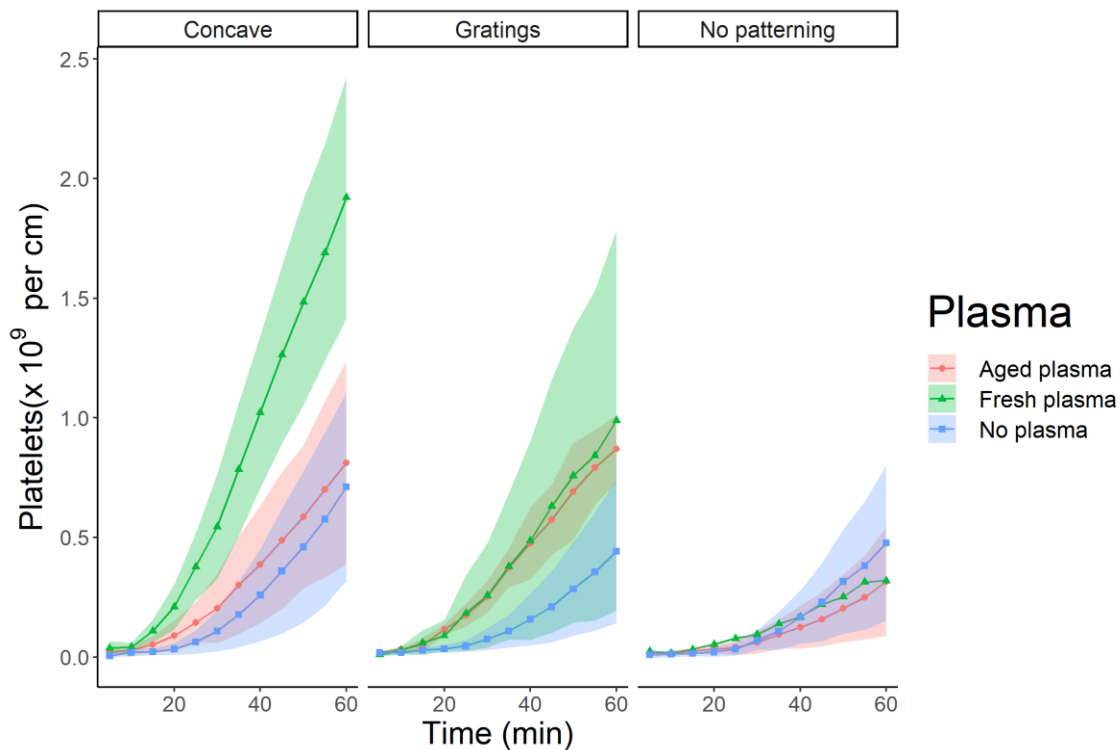 Concave Gratings No patterning
2.5
2.0
1.5
1.0
0.5
0.0
Platelets(x 10⁹ per cm)
20 40 60 20 40 60 20 40 60
Time (min)
Plasma
Aged plasma
Fresh plasma
No plasma